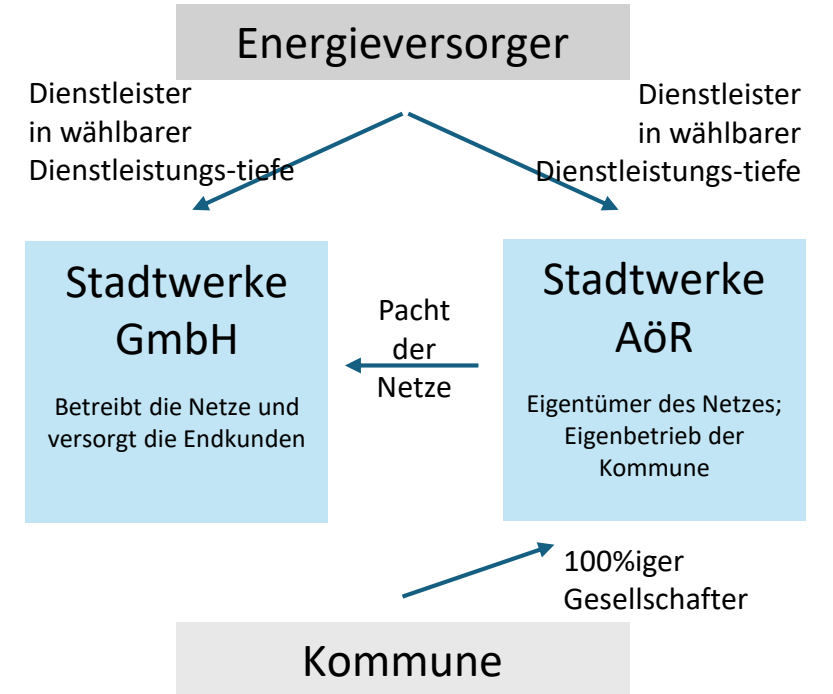 Energieversorger
Dienstleister
in wählbarer
Dienstleistungs-tiefe
Dienstleister
in wählbarer
Dienstleistungs-tiefe
Stadtwerke
GmbH
Betreibt die Netze und
versorgt die Endkunden
Pacht
der
Netze
Stadtwerke
AöR
Eigentümer des Netzes;
Eigenbetrieb der
Kommune
100%iger
Gesellschafter
Kommune